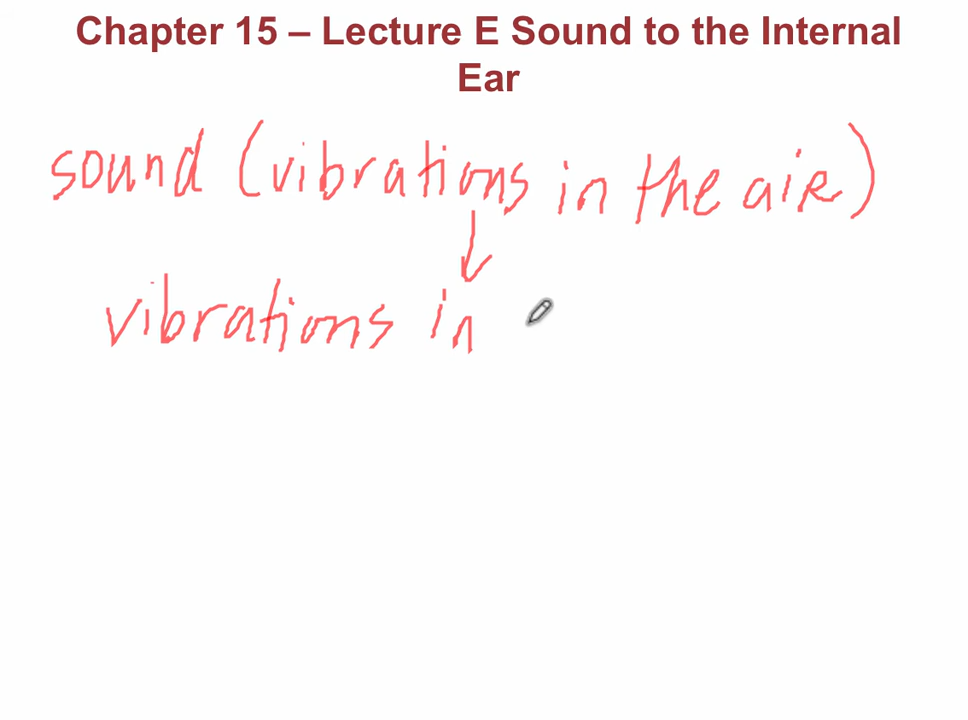 Chapter 15 – Lecture E Sound to the Internal
Ear
sound (vibrations in the air)
vibrations in